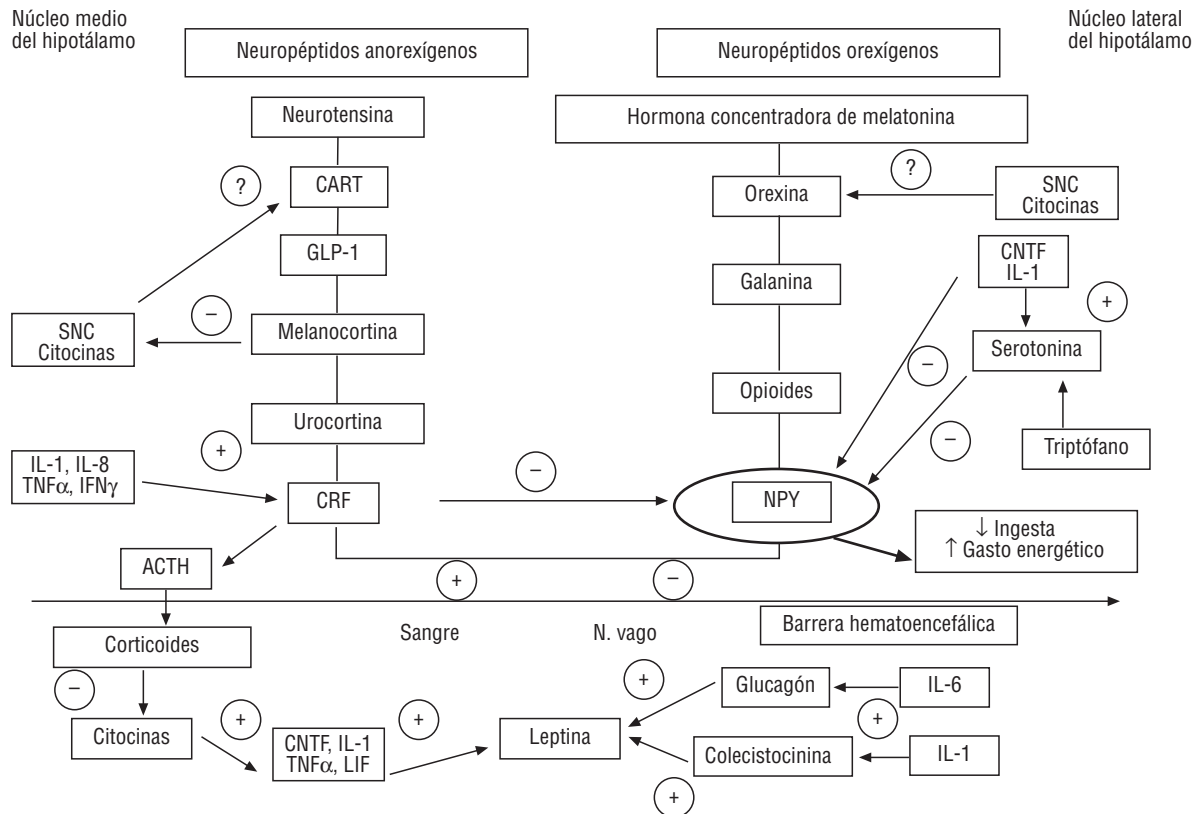 Núcleo medio
del hipotálamo
Neuropéptidos anorexígenos
Neuropéptidos orexígenos
Núcleo lateral
del hipotálamo
Neurotensina
Hormona concentradora de melatonina
?
CART
Orexina
?
SNC
Citocinas
GLP-1
Galanina
CNTF
IL-1
+
SNC
Citocinas
−
Melanocortina
Serotonina
−
Opioides
Urocortina
+
−
Triptófano
IL-1, IL-8
TNFα, IFNγ
CRF
−
NPY
↓ Ingesta
↑ Gasto energético
ACTH
+
−
Corticoides
Sangre
N. vago
Barrera hematoencefálica
−
+
Glucagón
IL-6
Citocinas
+
CNTF, IL-1
TNFα, LIF
+
Leptina
+
Colecistocinina
IL-1
+